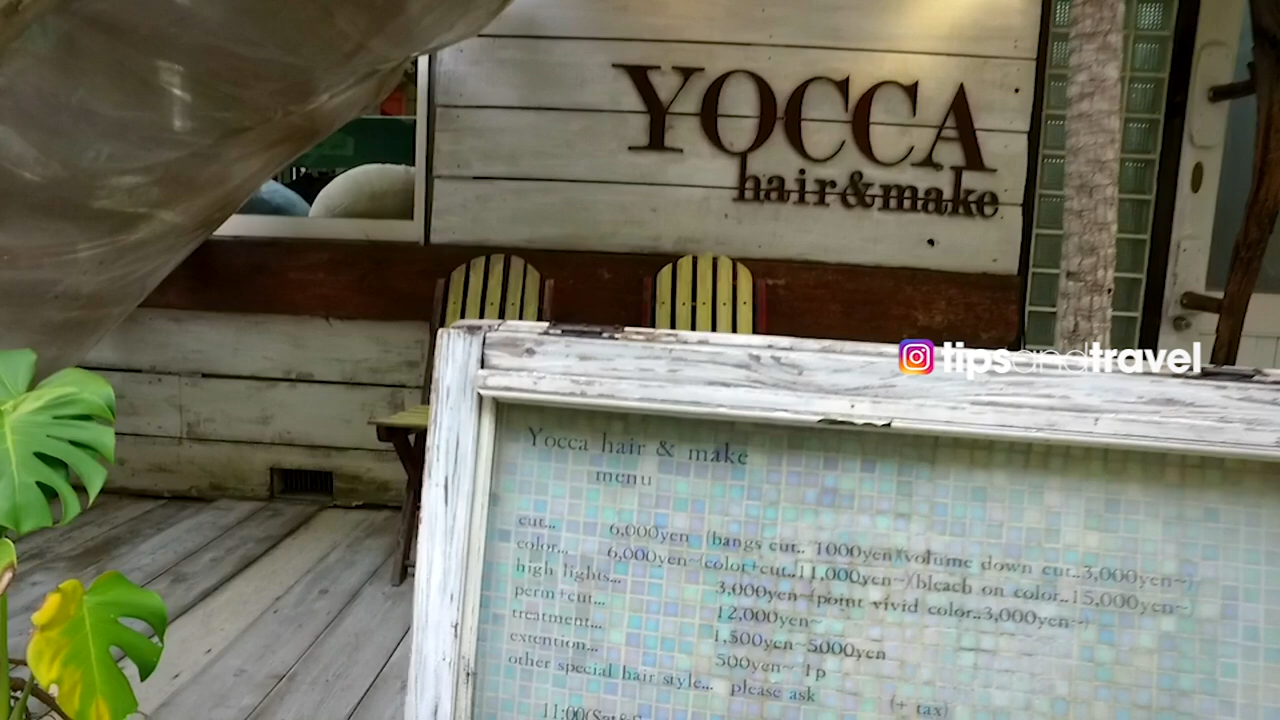 YOCCA
hair&make
tipsandtravel
Yocca hair & make
menu
cut... 6,000yen (bangs cut.. 1000yen)(volume down cut..3,000yen~)
color... 6,000yen~(color+cut..11,000yen~)(bleach on color..15,000yen~)
high lights... 3,000yen~(point vivid color..3,000yen~)
perm+cut... 12,000yen~
treatment... 1,500yen~5000yen
extention... 500yen~ 1p
other special hair style... please ask
(+ tax)
11:00